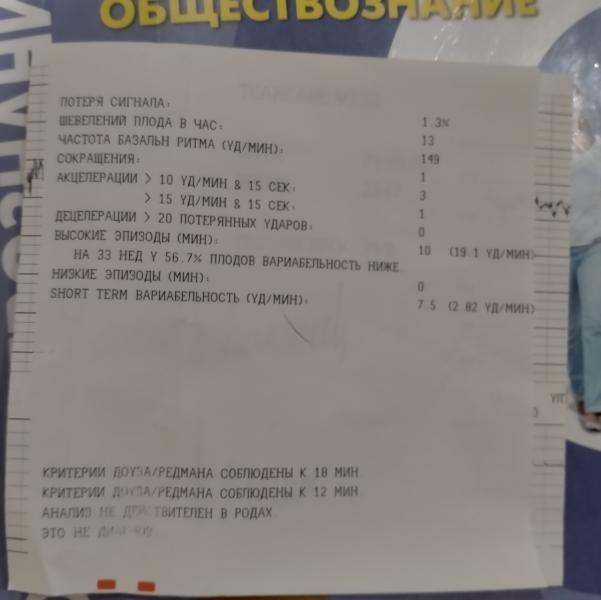 ОБЩЕСТВОЗНАНИЕ
ПОТЕРЯ СИГНАЛА: 1.3%
ШЕВЕЛЕНИЙ ПЛОДА В ЧАС: 13
ЧАСТОТА БАЗАЛЬН РИТМА (УД/МИН): 149
СОКРАЩЕНИЯ: 1
АКЦЕЛЕРАЦИИ > 10 УД/МИН & 15 СЕК: 3
> 15 УД/МИН & 15 СЕК: 1
ДЕЦЕЛЕРАЦИИ > 20 ПОТЕРЯННЫХ УДАРОВ: 0
ВЫСОКИЕ ЭПИЗОДЫ (МИН): 10 (19.1 УД/МИН)
НА 33 НЕД У 56.7% ПЛОДОВ ВАРИАБЕЛЬНОСТЬ НИЖЕ.
НИЗКИЕ ЭПИЗОДЫ (МИН): 0
SHORT TERM ВАРИАБЕЛЬНОСТЬ (УД/МИН): 7.5 (2.82 УД/МИН)
КРИТЕРИИ ДОУЗА/РЕДМАНА СОБЛЮДЕНЫ К 18 МИН.
КРИТЕРИИ ДОУЗА/РЕДМАНА СОБЛЮДЕНЫ К 12 МИН.
АНАЛИЗ НЕ ДЕЙСТВИТЕЛЕН В РОДАХ.
ЭТО НЕ ДИАГНОЗ.